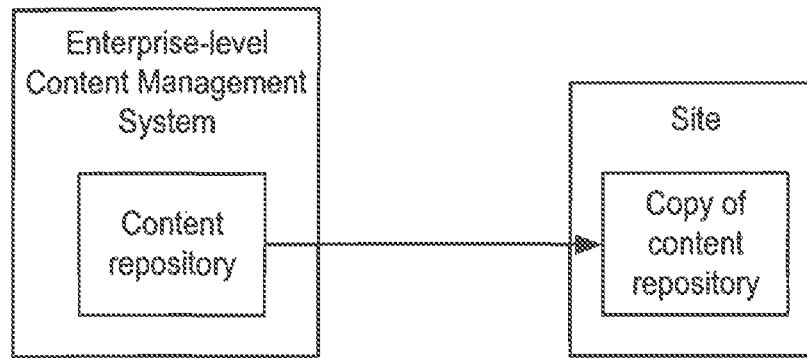 Enterprise-level
Content Management
System
Content
repository
Site
Copy of
content
repository